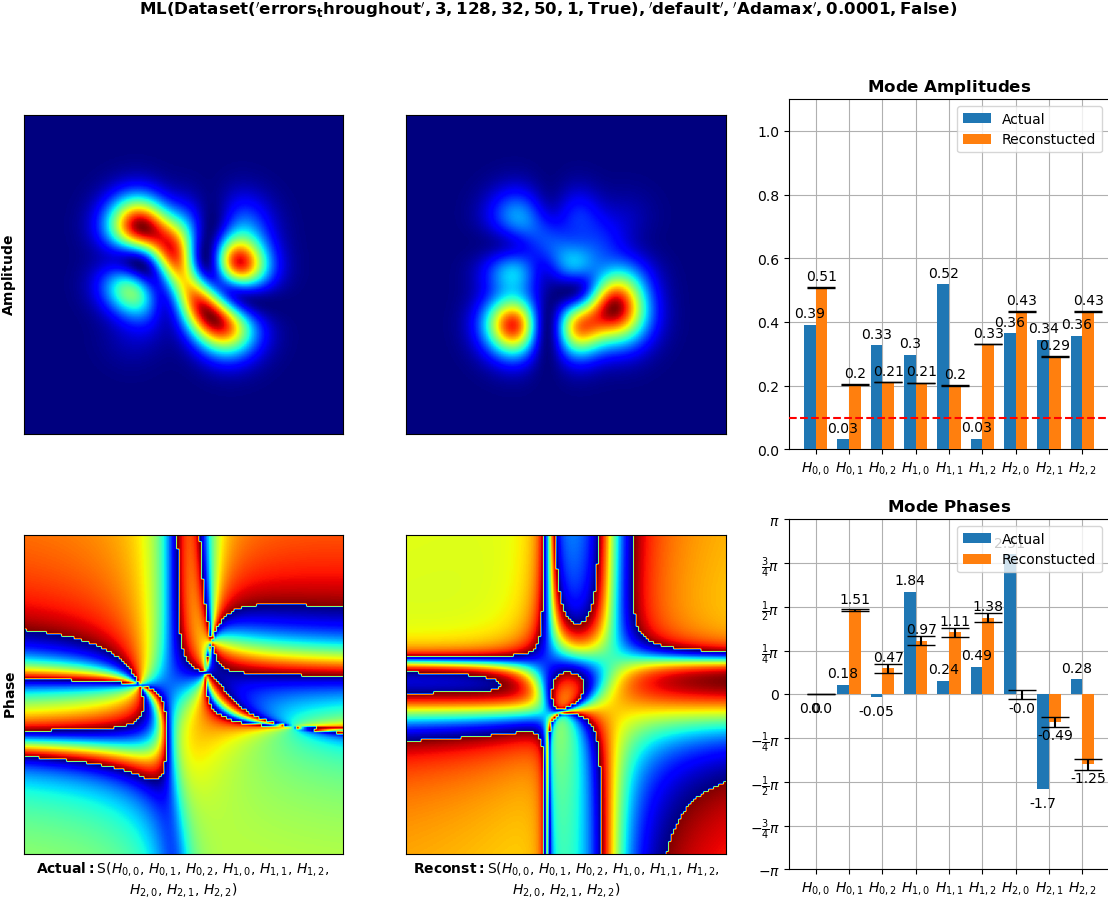 ML(Dataset('errors_throughout', 3, 128, 32, 50, 1, True), 'default', 'Adamax', 0.0001, False)
Amplitude
Mode Amplitudes
Actual
Reconstucted
1.0
0.8
0.6
0.4
0.2
0.0
0.39
0.51
0.03
0.2
0.33
0.21
0.3
0.21
0.52
0.2
0.03
0.33
0.36
0.43
0.34
0.29
0.36
0.43
H0,0 H0,1 H0,2 H1,0 H1,1 H1,2 H2,0 H2,1 H2,2
Phase
Mode Phases
Actual
Reconstucted
π
3/4π
1/2π
1/4π
0
−1/4π
−1/2π
−3/4π
−π
0.0
0.0
0.18
1.51
-0.05
0.47
1.84
0.97
0.24
1.11
0.49
1.38
-0.0
-1.7
-0.49
0.28
-1.25
H0,0 H0,1 H0,2 H1,0 H1,1 H1,2 H2,0 H2,1 H2,2
Actual: S(H0,0, H0,1, H0,2, H1,0, H1,1, H1,2,
H2,0, H2,1, H2,2)
Reconst: S(H0,0, H0,1, H0,2, H1,0, H1,1, H1,2,
H2,0, H2,1, H2,2)